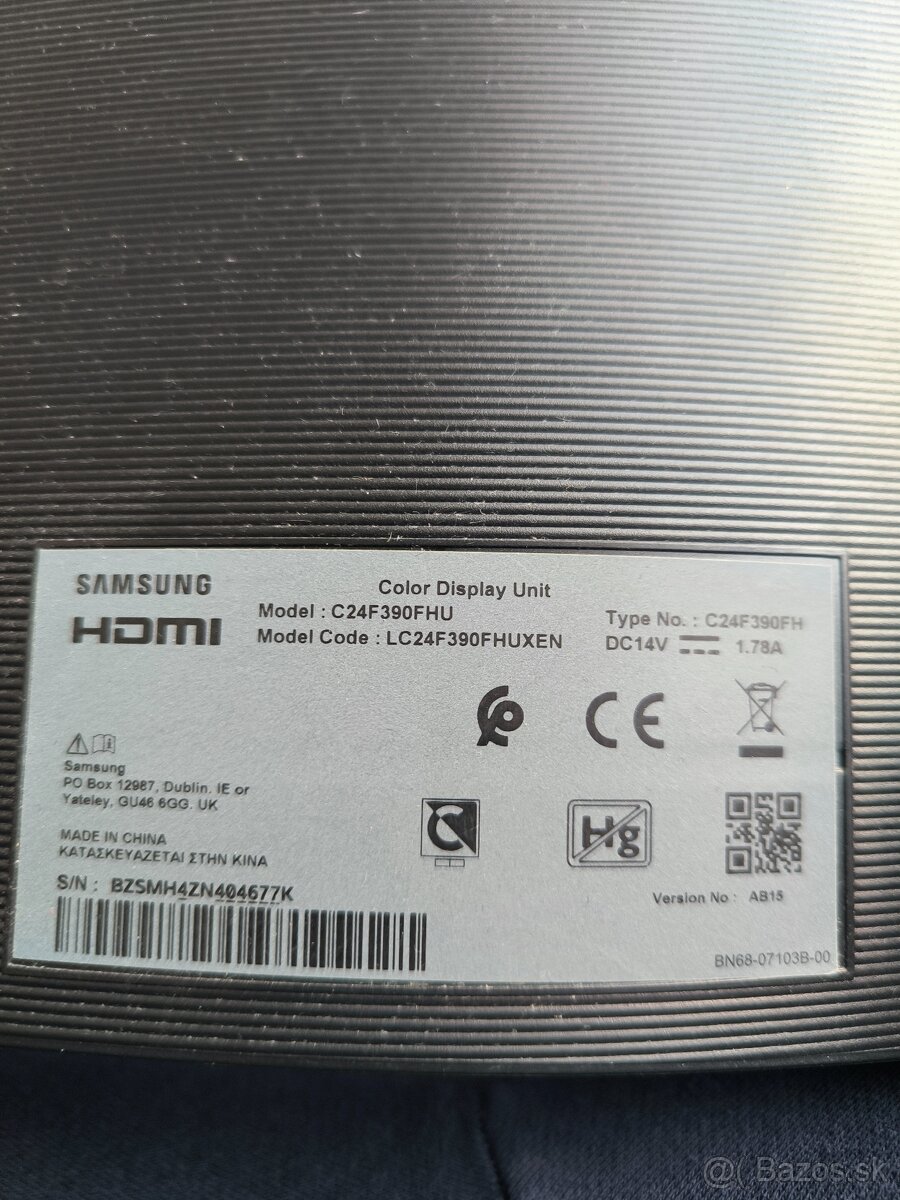 SAMSUNG
HDMI
Color Display Unit
Model : C24F390FHU
Model Code : LC24F390FHUXEN
Type No. : C24F390FH
DC14V 1.78A
CE
Samsung
PO Box 12987, Dublin. IE or
Yateley, GU46 6GG. UK
MADE IN CHINA
ΚΑΤΑΣΚΕΥΑΖΕΤΑΙ ΣΤΗΝ ΚΙΝΑ
Hg
S/N : BZSMH4ZN404677K
Version No : AB15
BN68-07103B-00
@ Bazos.sk